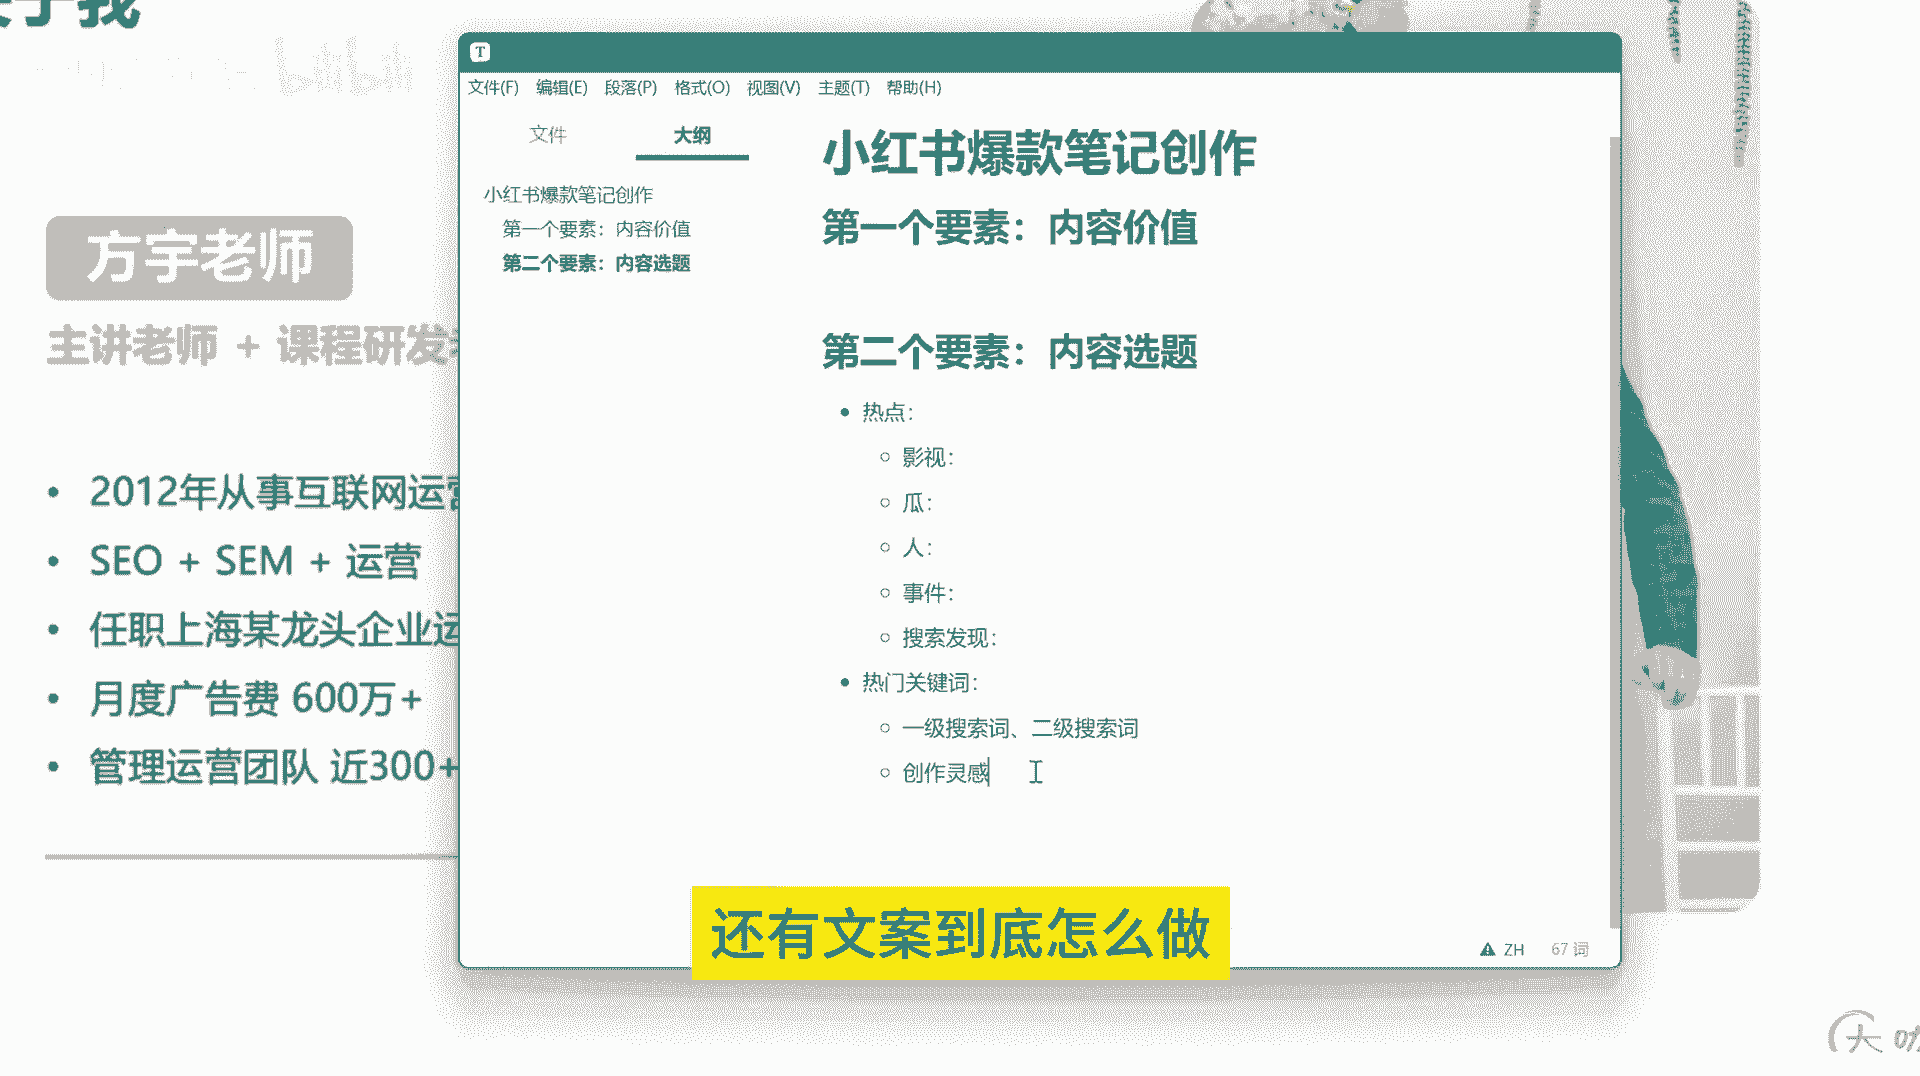 于我
bilibili
方宇老师
主讲老师 + 课程研发
2012年从事互联网运营
SEO + SEM + 运营
任职上海某龙头企业运
月度广告费 600万+
管理运营团队 近300+
T
文件(F) 编辑(E) 段落(P) 格式(O) 视图(V) 主题(T) 帮助(H)
文件 大纲
小红书爆款笔记创作
第一个要素：内容价值
第二个要素：内容选题
小红书爆款笔记创作
第一个要素：内容价值
第二个要素：内容选题
热点：
影视：
瓜：
人：
事件：
搜索发现：
热门关键词：
一级搜索词、二级搜索词
创作灵感
ZH 67 词
还有文案到底怎么做
大